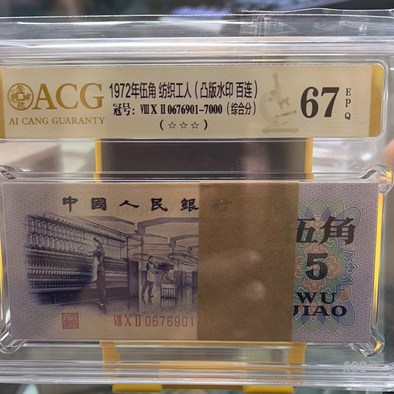 ACG
AI CANG GUARANTY
1972年伍角 纺织工人（凸版水印 百连）
冠号：VIII X II 0676901-7000（综合分）
（☆☆☆）
67 EPQ
中國人民銀行
伍角
5
WU
JIAO
VIII X II 0676901